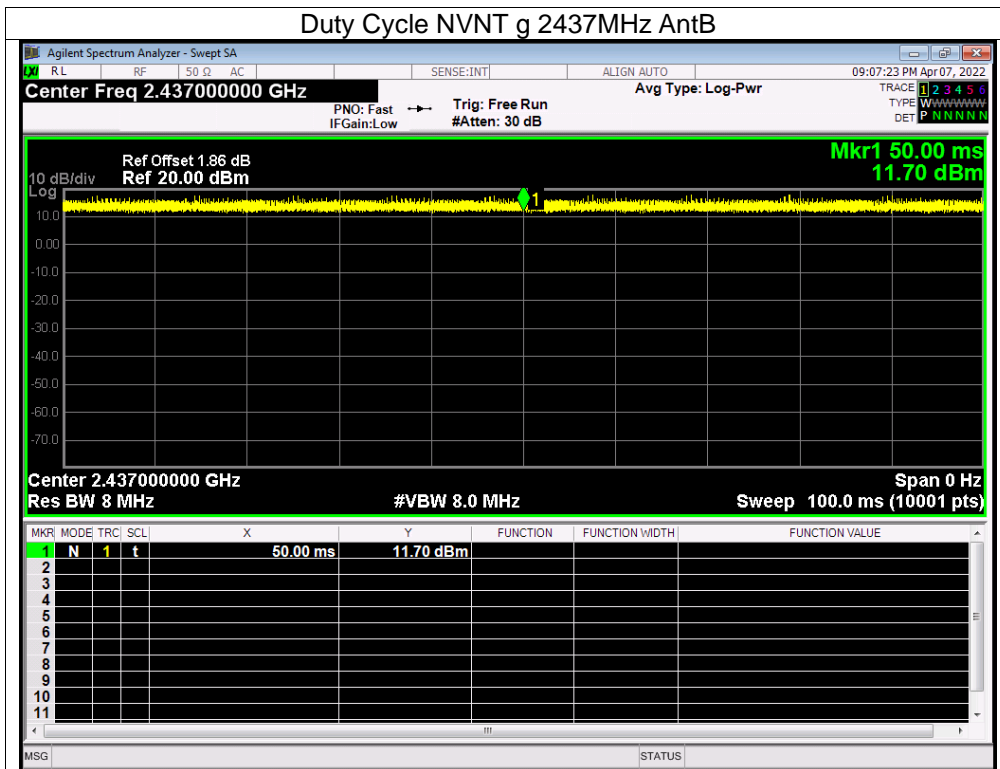 Duty Cycle NVNT g 2437MHz AntB
Agilent Spectrum Analyzer - Swept SA
LXI RL RF 50 Ω AC SENSE:INT ALIGN AUTO 09:07:23 PM Apr 07, 2022
Center Freq 2.437000000 GHz
PNO: Fast Trig: Free Run Avg Type: Log-Pwr TRACE 1 2 3 4 5 6
IFGain:Low #Atten: 30 dB TYPE WWWWWWW
DET P N N N N N
Mkr1 50.00 ms
11.70 dBm
Ref Offset 1.86 dB
10 dB/div Ref 20.00 dBm
Log
1
10.0
0.00
-10.0
-20.0
-30.0
-40.0
-50.0
-60.0
-70.0
Center 2.437000000 GHz Span 0 Hz
Res BW 8 MHz #VBW 8.0 MHz Sweep 100.0 ms (10001 pts)
MKR MODE TRC SCL X Y FUNCTION FUNCTION WIDTH FUNCTION VALUE
1 N 1 t 50.00 ms 11.70 dBm
2
3
4
5
6
7
8
9
10
11
MSG STATUS